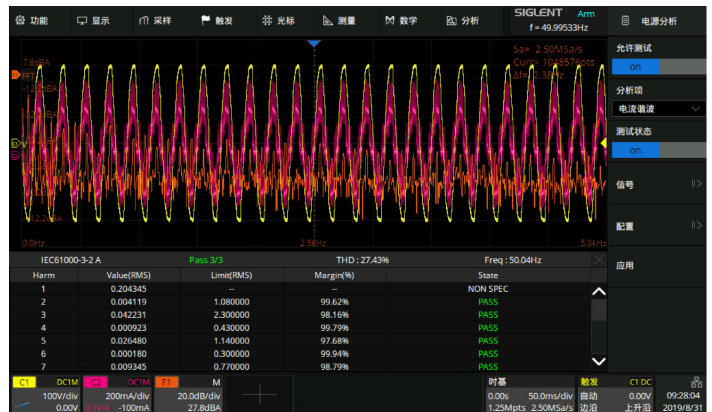 功能 显示 采样 触发 光标 测量 数学 分析 SIGLENT Arm
f = 49.99533Hz
电源分析
Sa= 2.50MSa/s
Curr= 1048576pts
Δf= 2.38Hz
7.8dBA
FFT
0.0Hz 2.5kHz 5.0kHz
允许测试
on
分析项
电流谐波
测试状态
on
信号
配置
应用
IEC61000-3-2 A Pass 3/3 THD : 27.43% Freq : 50.04Hz
Harm Value(RMS) Limit(RMS) Margin(%) State
1 0.204345 -- -- NON SPEC
2 0.004119 1.080000 99.62% PASS
3 0.042231 2.300000 98.16% PASS
4 0.000923 0.430000 99.79% PASS
5 0.026480 1.140000 97.68% PASS
6 0.000180 0.300000 99.94% PASS
7 0.009345 0.770000 98.79% PASS
C1 DC1M C2 DC1M F1 M 时基 触发 C1 DC
100V/div 200mA/div 20.0dB/div 0.00s 50.0ms/div 自动 0.00V 09:28:04
0.00V 0.1V/A -100mA 27.8dBA 1.25Mpts 2.50MSa/s 边沿 上升沿 2019/8/31